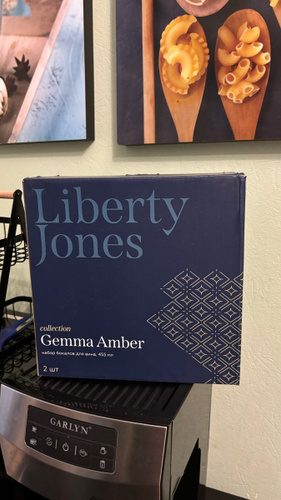 Liberty
Jones
collection
Gemma Amber
набор бокалов для вина, 455 мл
2 шт
GARLYN